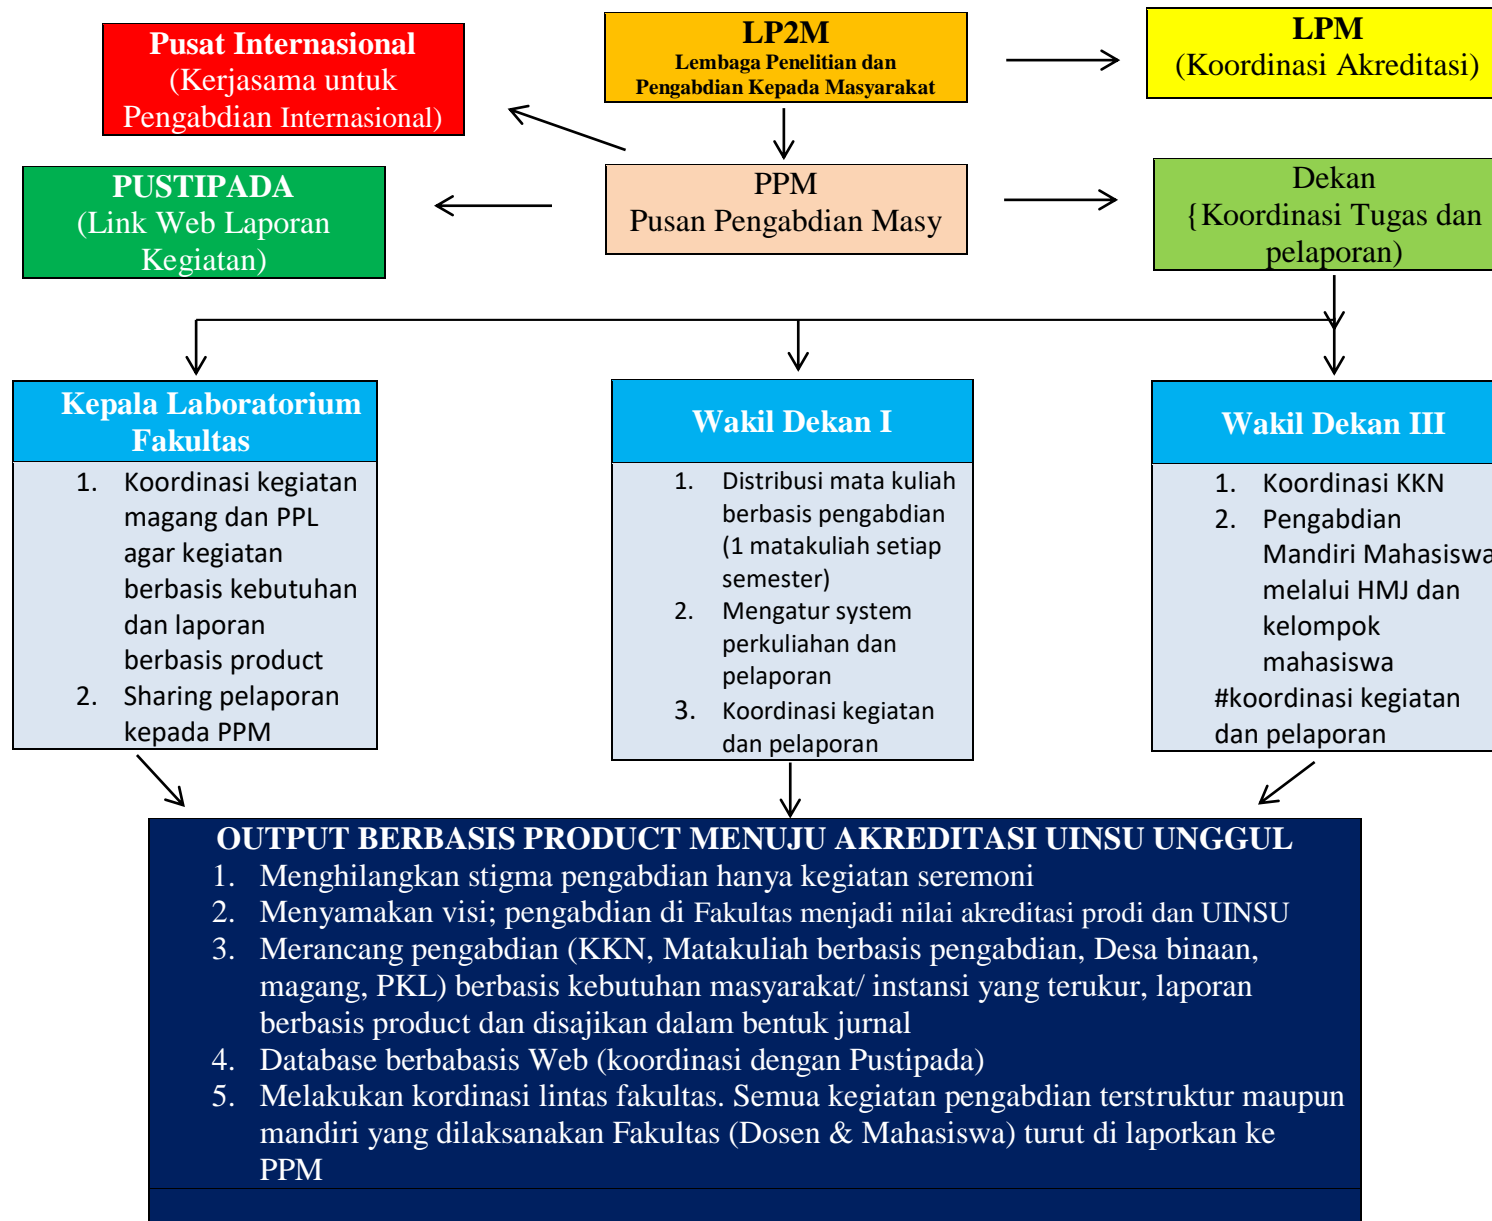 Pusat Internasional
(Kerjasama untuk
Pengabdian Internasional)
LP2M
Lembaga Penelitian dan
Pengabdian Kepada Masyarakat
LPM
(Koordinasi Akreditasi)
PUSTIPADA
(Link Web Laporan
Kegiatan)
PPM
Pusan Pengabdian Masy
Dekan
{Koordinasi Tugas dan
pelaporan)
Kepala Laboratorium
Fakultas
1. Koordinasi kegiatan
magang dan PPL
agar kegiatan
berbasis kebutuhan
dan laporan
berbasis product
2. Sharing pelaporan
kepada PPM
Wakil Dekan I
1. Distribusi mata kuliah
berbasis pengabdian
(1 matakuliah setiap
semester)
2. Mengatur system
perkuliahan dan
pelaporan
3. Koordinasi kegiatan
dan pelaporan
Wakil Dekan III
1. Koordinasi KKN
2. Pengabdian
Mandiri Mahasiswa
melalui HMJ dan
kelompok
mahasiswa
#koordinasi kegiatan
dan pelaporan
OUTPUT BERBASIS PRODUCT MENUJU AKREDITASI UINSU UNGGUL
1. Menghilangkan stigma pengabdian hanya kegiatan seremoni
2. Menyamakan visi; pengabdian di Fakultas menjadi nilai akreditasi prodi dan UINSU
3. Merancang pengabdian (KKN, Matakuliah berbasis pengabdian, Desa binaan,
magang, PKL) berbasis kebutuhan masyarakat/ instansi yang terukur, laporan
berbasis product dan disajikan dalam bentuk jurnal
4. Database berbabasis Web (koordinasi dengan Pustipada)
5. Melakukan kordinasi lintas fakultas. Semua kegiatan pengabdian terstruktur maupun
mandiri yang dilaksanakan Fakultas (Dosen & Mahasiswa) turut di laporkan ke
PPM